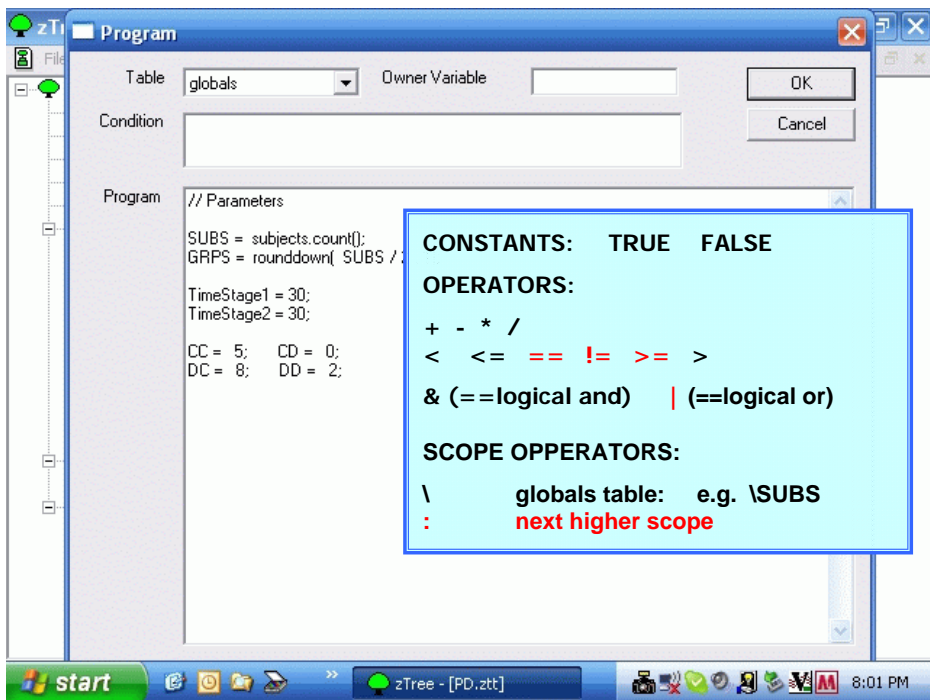 zTr
Program
File
Table globals Owner Variable OK
Condition Cancel
Program // Parameters
SUBS = subjects.count();
GRPS = rounddown( SUBS /
TimeStage1 = 30;
TimeStage2 = 30;
CC = 5; CD = 0;
DC = 8; DD = 2;
CONSTANTS: TRUE FALSE
OPERATORS:
+ - * /
< <= == != >= >
& (==logical and) | (==logical or)
SCOPE OPPERATORS:
\ globals table: e.g. \SUBS
: next higher scope
start zTree - [PD.ztt] 8:01 PM